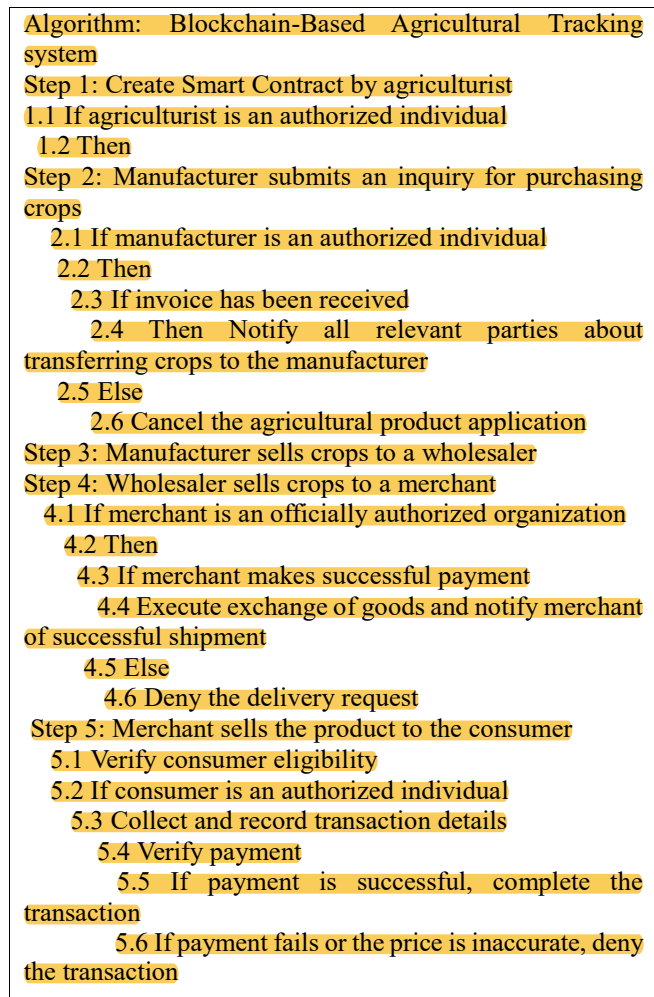 Algorithm: Blockchain-Based Agricultural Tracking
system
Step 1: Create Smart Contract by agriculturist
1.1 If agriculturist is an authorized individual
1.2 Then
Step 2: Manufacturer submits an inquiry for purchasing
crops
2.1 If manufacturer is an authorized individual
2.2 Then
2.3 If invoice has been received
2.4 Then Notify all relevant parties about
transferring crops to the manufacturer
2.5 Else
2.6 Cancel the agricultural product application
Step 3: Manufacturer sells crops to a wholesaler
Step 4: Wholesaler sells crops to a merchant
4.1 If merchant is an officially authorized organization
4.2 Then
4.3 If merchant makes successful payment
4.4 Execute exchange of goods and notify merchant
of successful shipment
4.5 Else
4.6 Deny the delivery request
Step 5: Merchant sells the product to the consumer
5.1 Verify consumer eligibility
5.2 If consumer is an authorized individual
5.3 Collect and record transaction details
5.4 Verify payment
5.5 If payment is successful, complete the
transaction
5.6 If payment fails or the price is inaccurate, deny
the transaction